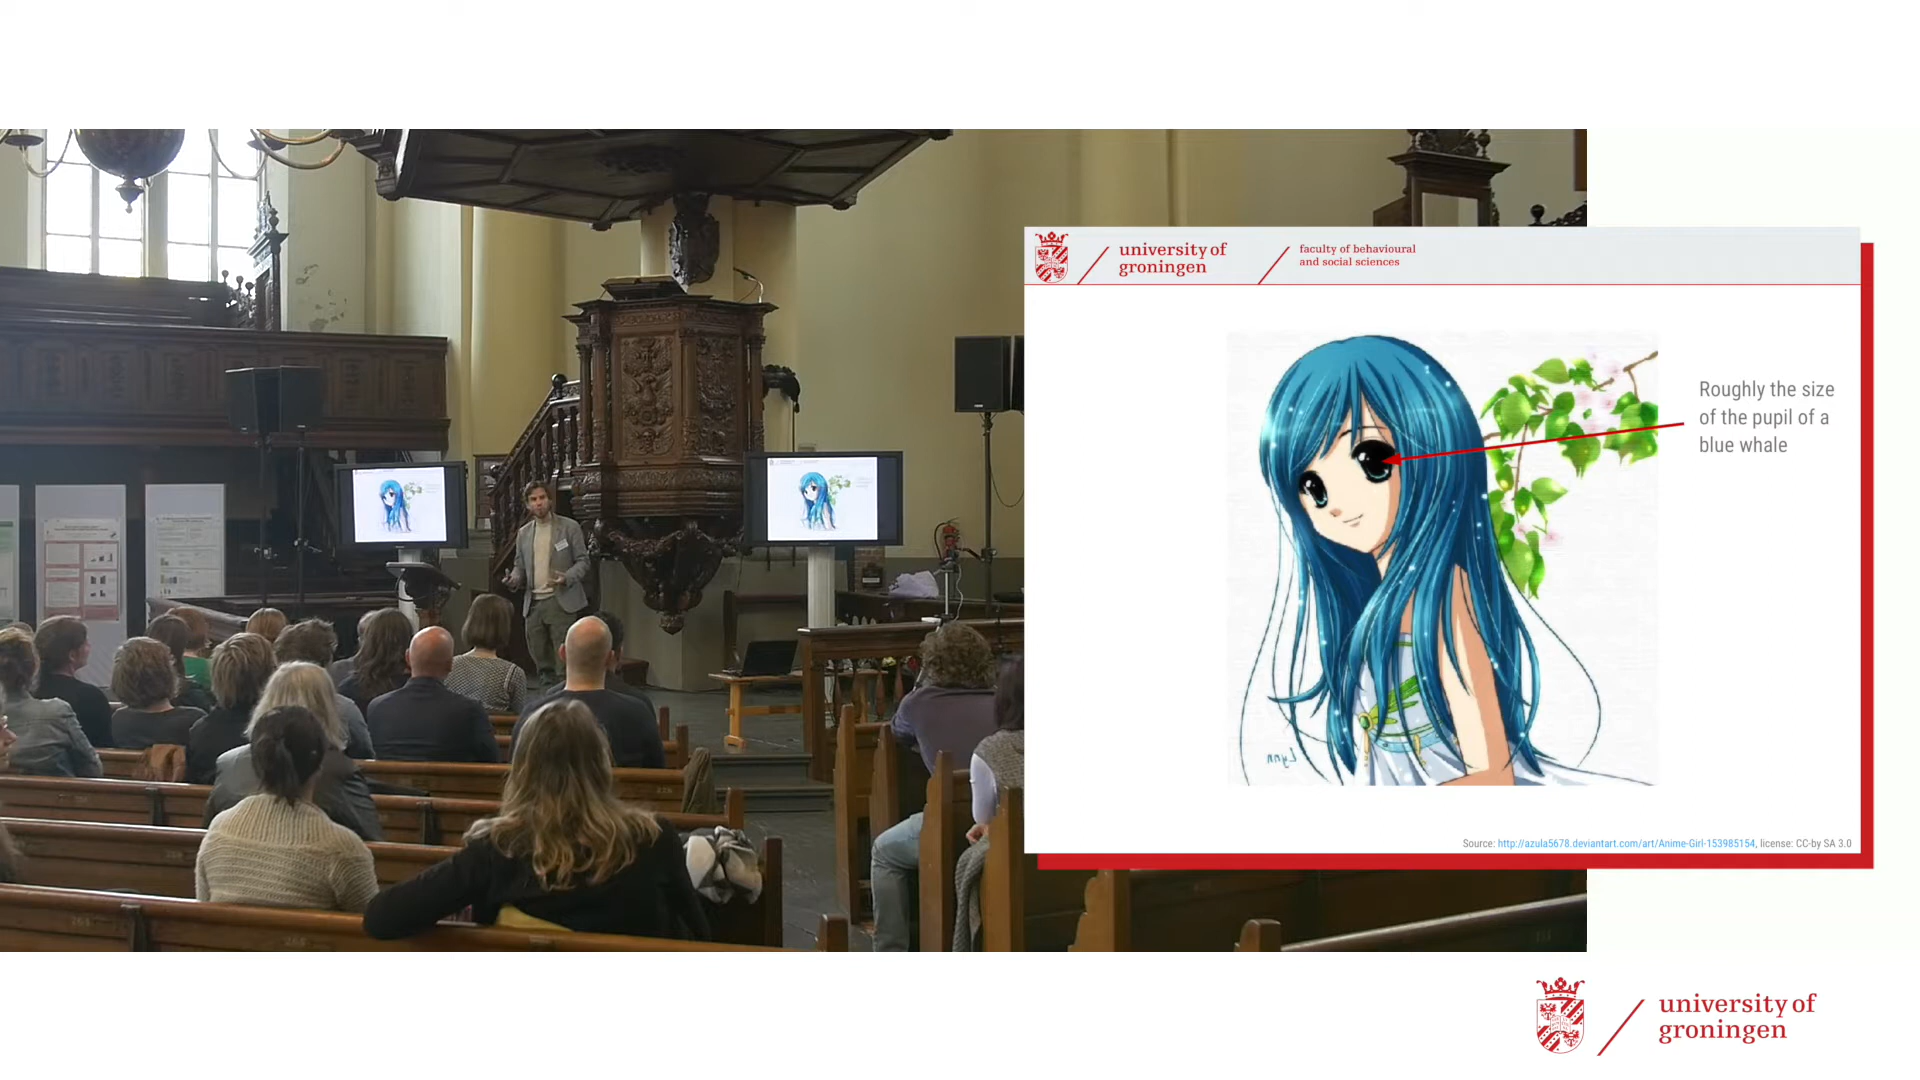 university of
groningen
faculty of behavioural
and social sciences
Roughly the size
of the pupil of a
blue whale
Lynn
Source: http://azula5678.deviantart.com/art/Anime-Girl-153985154, license: CC-by SA 3.0
university of
groningen